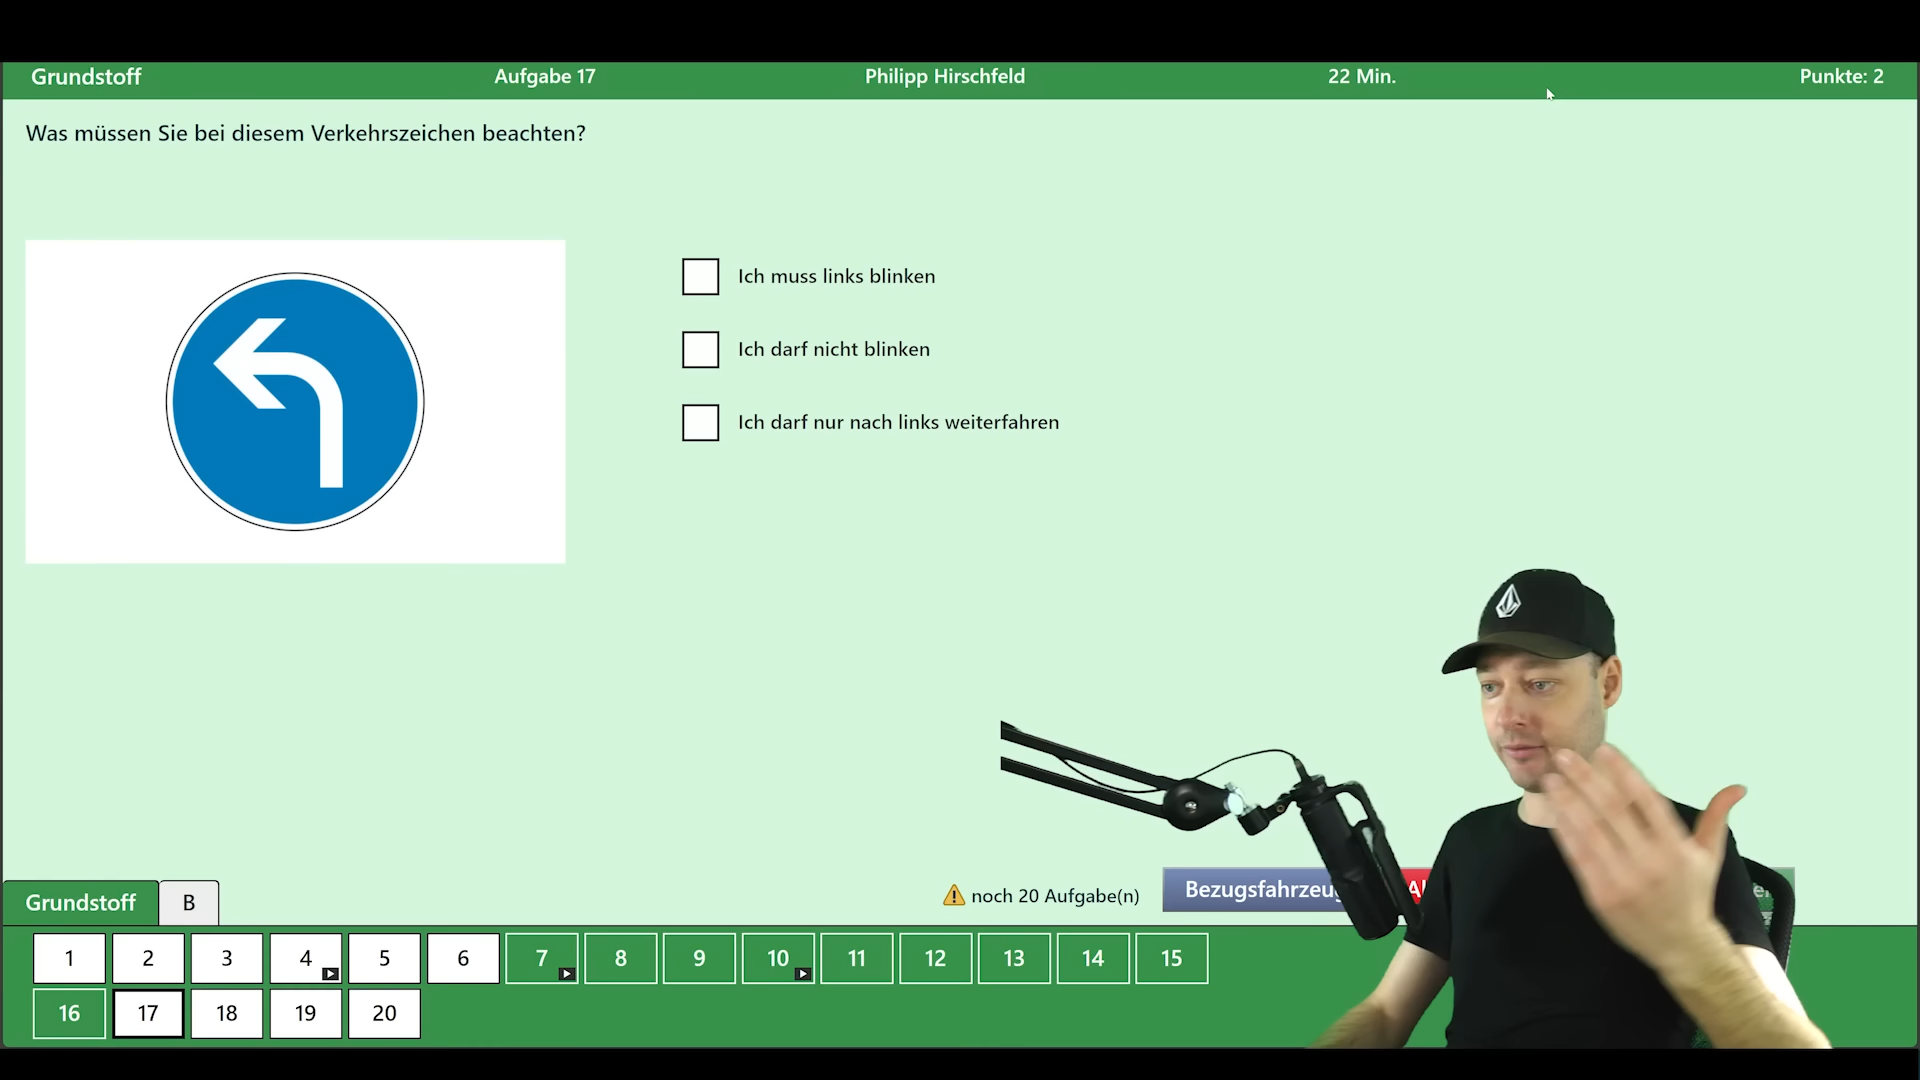 Grundstoff Aufgabe 17 Philipp Hirschfeld 22 Min. Punkte: 2
Was müssen Sie bei diesem Verkehrszeichen beachten?
Ich muss links blinken
Ich darf nicht blinken
Ich darf nur nach links weiterfahren
Grundstoff B noch 20 Aufgabe(n)
1 2 3 4 5 6 7 8 9 10 11 12 13 14 15
16 17 18 19 20